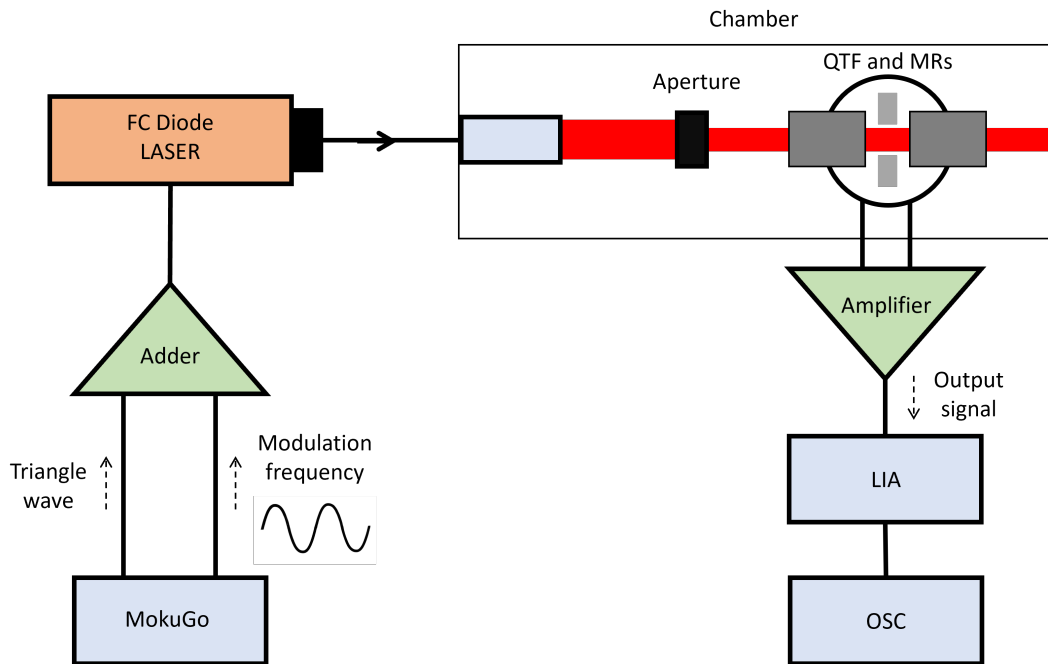 Chamber
QTF and MRs
Aperture
FC Diode
LASER
Amplifier
Adder
Output
signal
Modulation
frequency
Triangle
wave
LIA
MokuGo
OSC